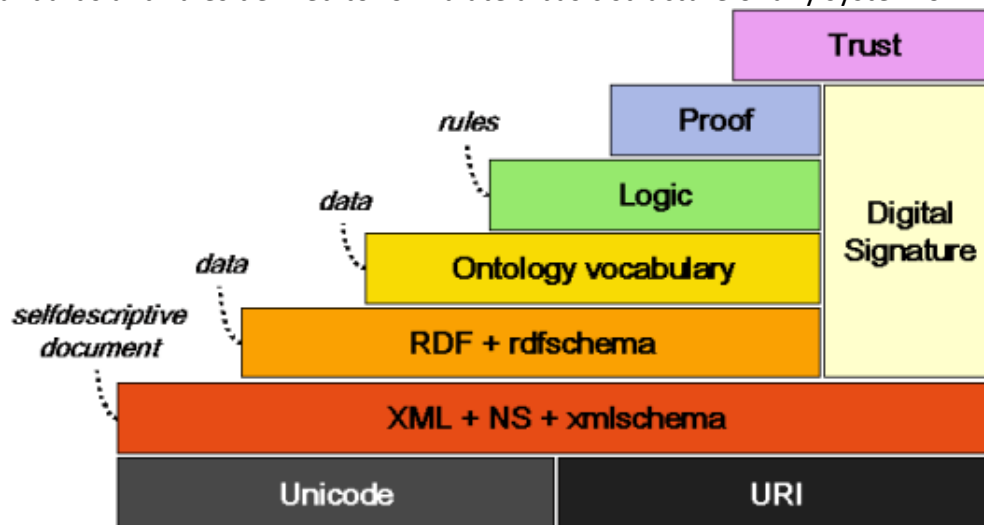 Trust
Proof
rules
Logic
Digital
Signature
data
Ontology vocabulary
data
RDF + rdfschema
selfdescriptive
document
XML + NS + xmlschema
Unicode
URI